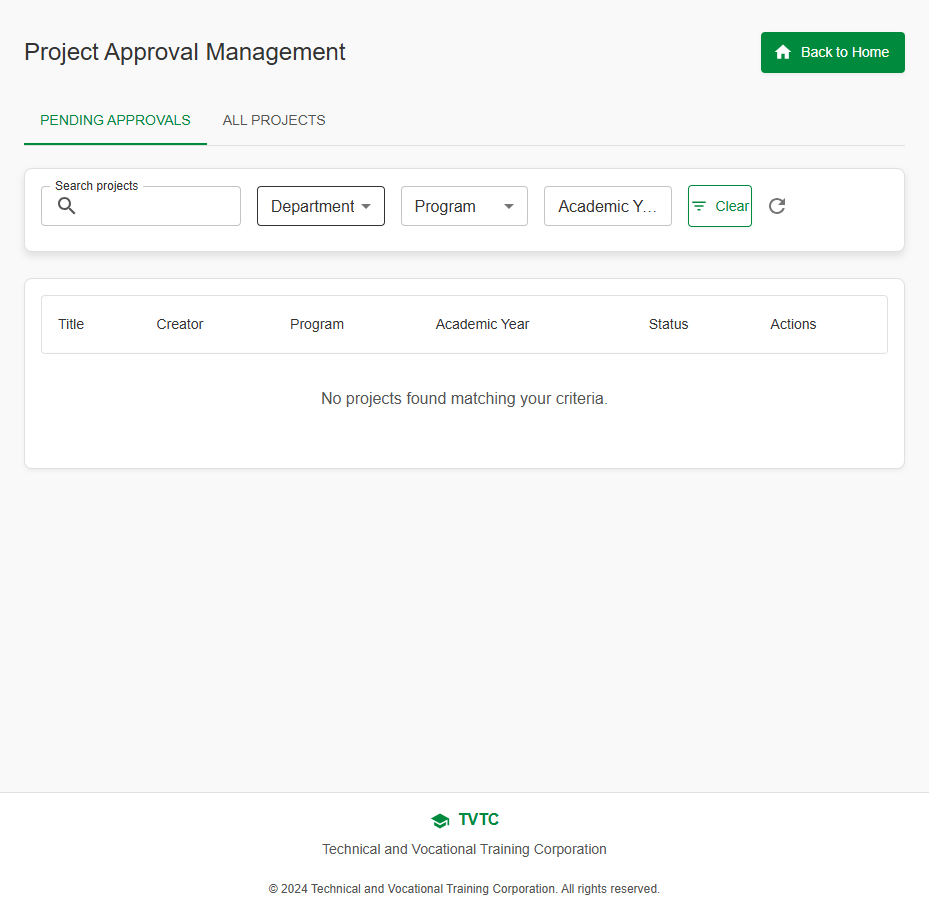 Project Approval Management
Back to Home
PENDING APPROVALS
ALL PROJECTS
Search projects
Department
Program
Academic Y...
Clear
Title Creator Program Academic Year Status Actions
No projects found matching your criteria.
TVTC
Technical and Vocational Training Corporation
© 2024 Technical and Vocational Training Corporation. All rights reserved.